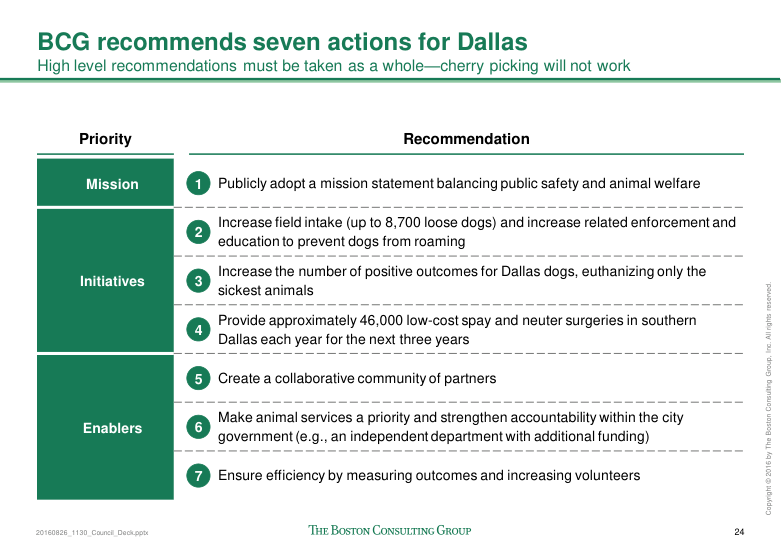 BCG recommends seven actions for Dallas
High level recommendations must be taken as a whole—cherry picking will not work
Priority
Recommendation
Mission
1 Publicly adopt a mission statement balancing public safety and animal welfare
Initiatives
2 Increase field intake (up to 8,700 loose dogs) and increase related enforcement and
education to prevent dogs from roaming
3 Increase the number of positive outcomes for Dallas dogs, euthanizing only the
sickest animals
4 Provide approximately 46,000 low-cost spay and neuter surgeries in southern
Dallas each year for the next three years
Enablers
5 Create a collaborative community of partners
6 Make animal services a priority and strengthen accountability within the city
government (e.g., an independent department with additional funding)
7 Ensure efficiency by measuring outcomes and increasing volunteers
Copyright © 2016 by The Boston Consulting Group, Inc. All rights reserved.
20160826_1130_Council_Deck.pptx
THE BOSTON CONSULTING GROUP
24